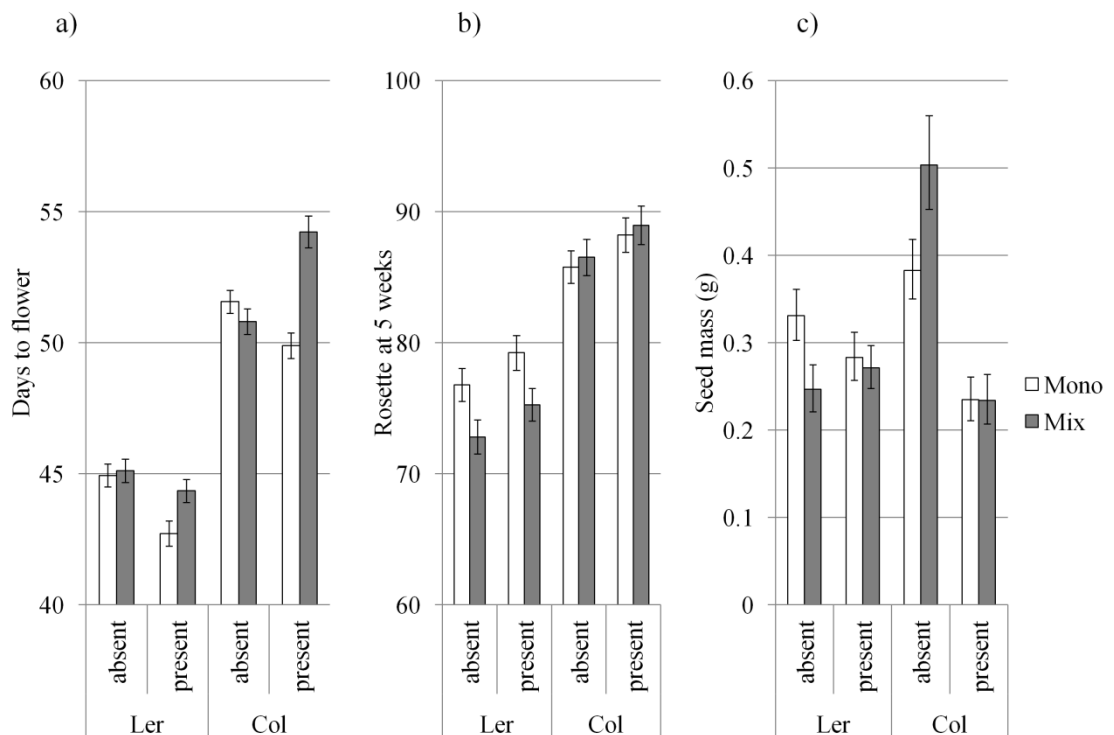 a)
b)
c)
Days to flower
60
55
50
45
40
absent
present
absent
present
Ler
Col
Rosette at 5 weeks
100
90
80
70
60
absent
present
absent
present
Ler
Col
Seed mass (g)
0.6
0.5
0.4
0.3
0.2
0.1
0
absent
present
absent
present
Ler
Col
Mono
Mix